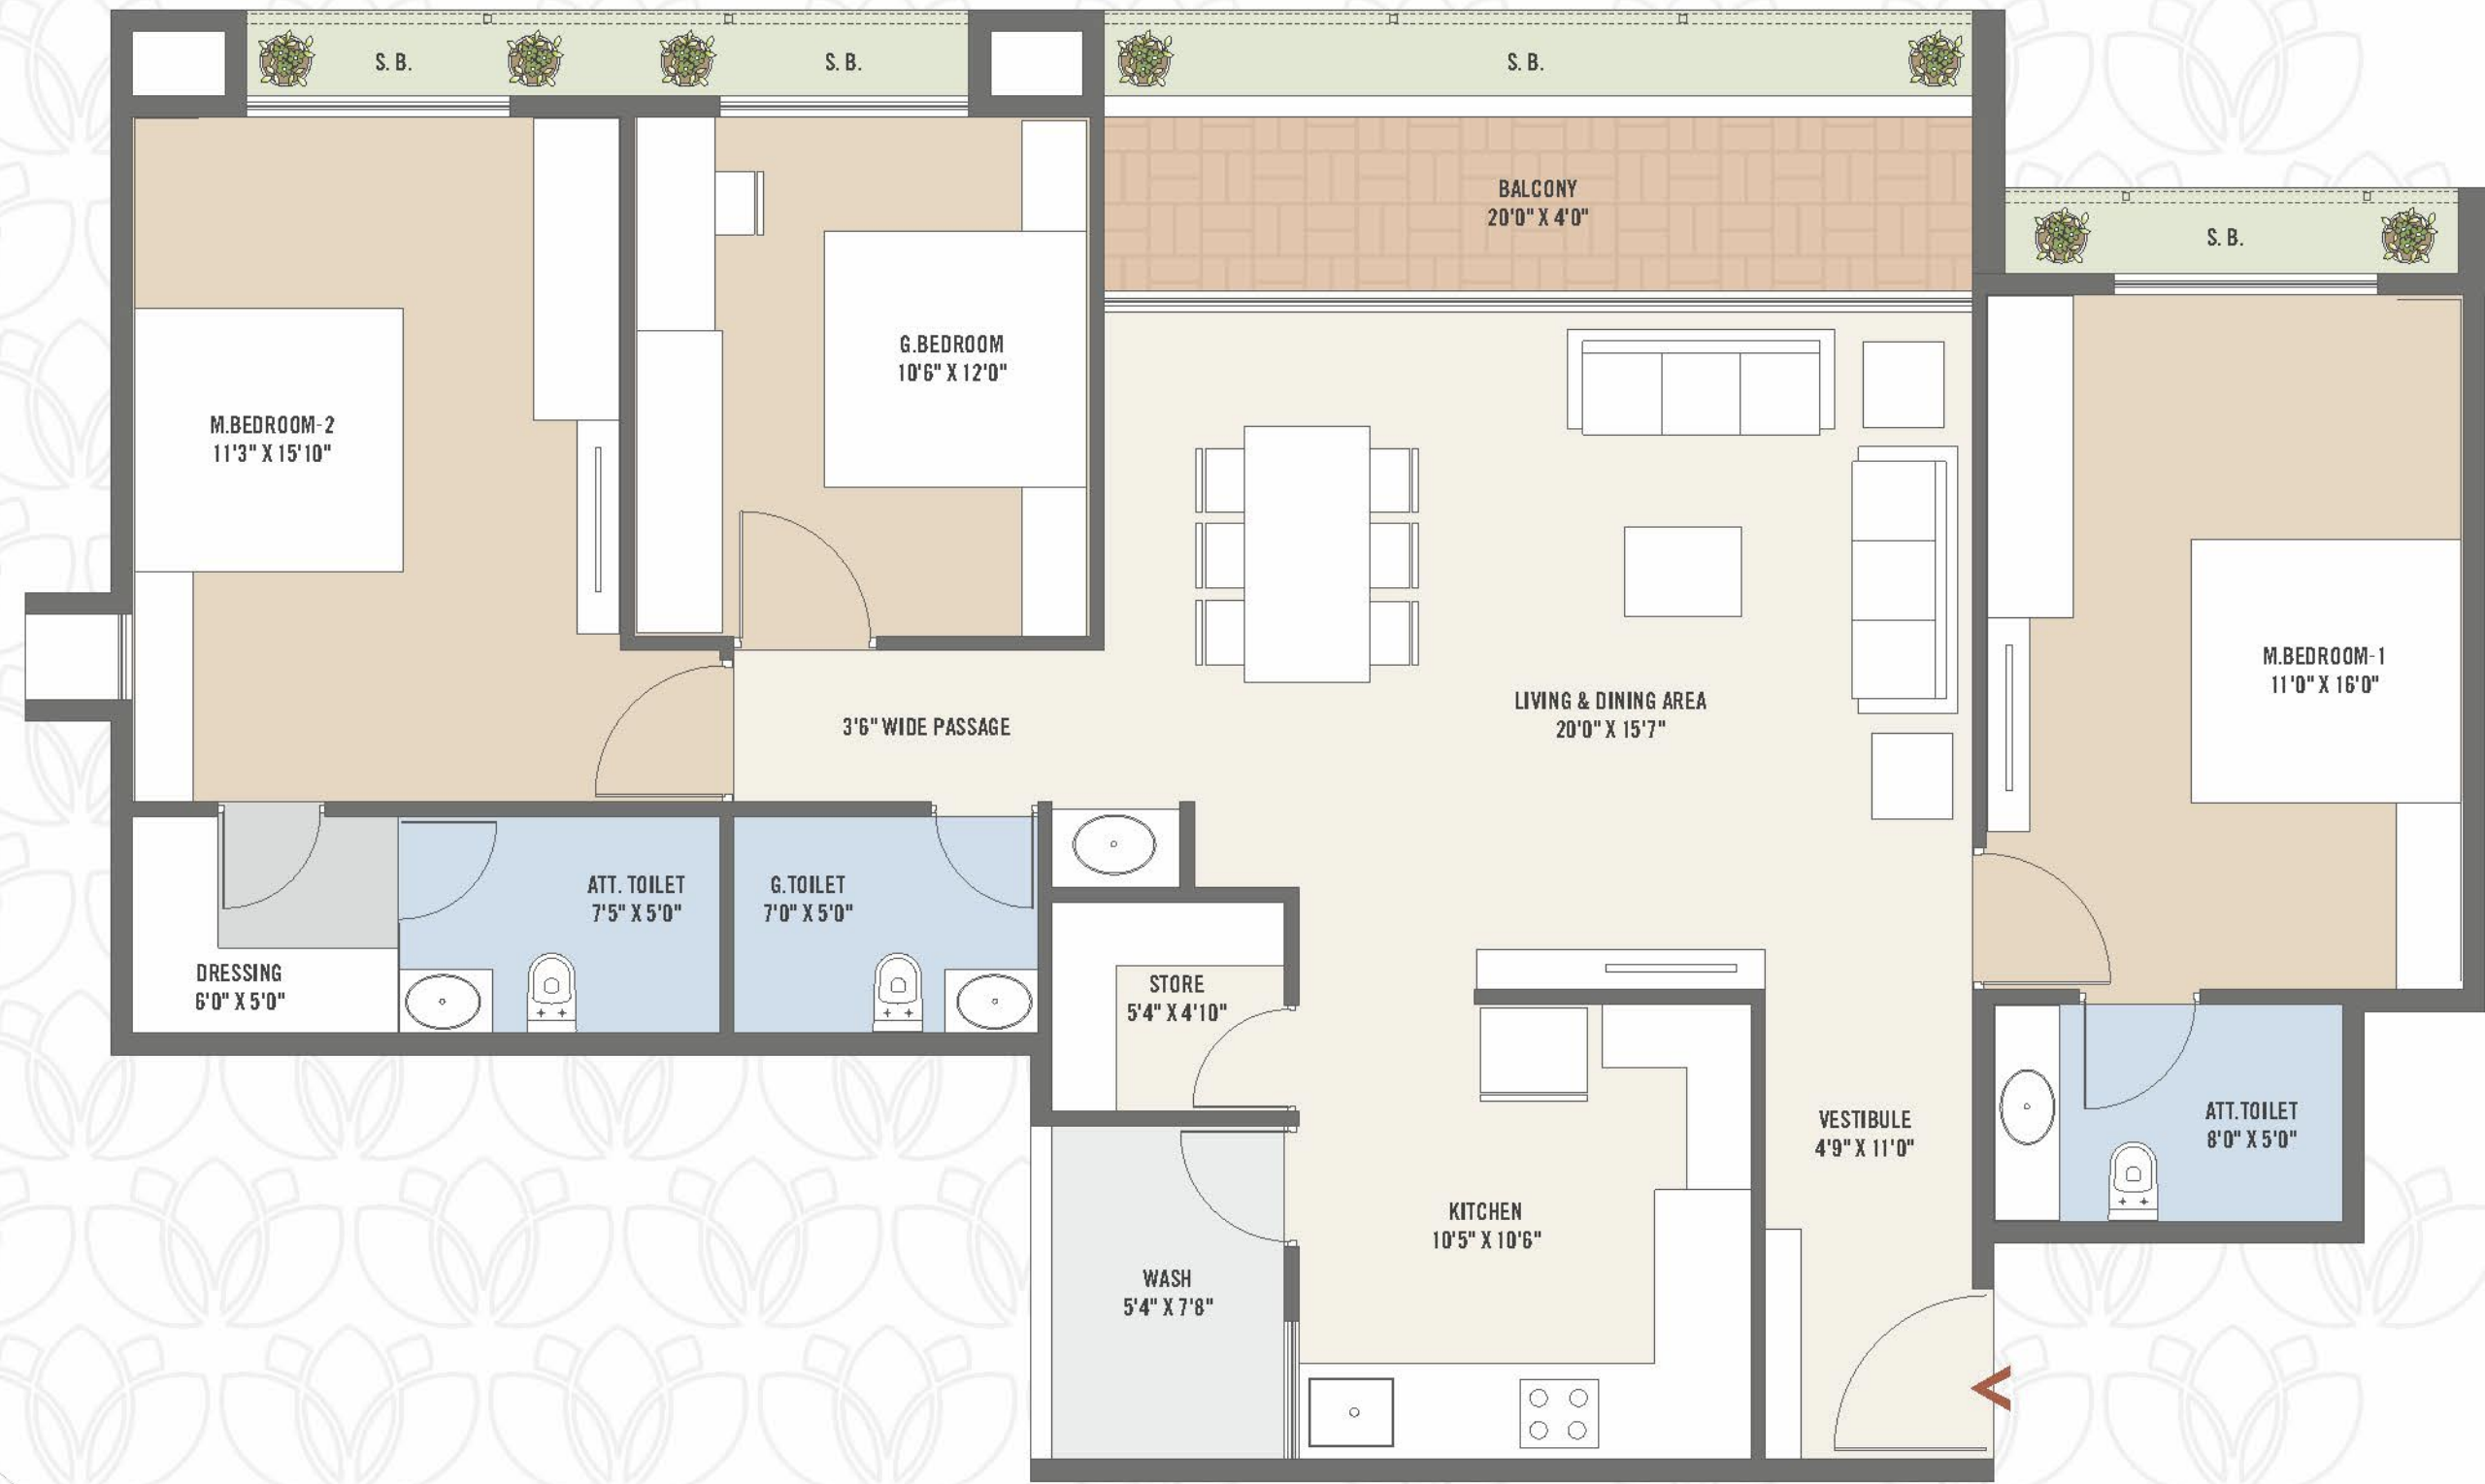 S. B.
S. B.
S. B.
BALCONY
20'0" X 4'0"
S. B.
G.BEDROOM
10'6" X 12'0"
M.BEDROOM-2
11'3" X 15'10"
M.BEDROOM-1
11'0" X 16'0"
LIVING & DINING AREA
20'0" X 15'7"
3'6" WIDE PASSAGE
ATT. TOILET
7'5" X 5'0"
G.TOILET
7'0" X 5'0"
DRESSING
6'0" X 5'0"
STORE
5'4" X 4'10"
VESTIBULE
4'9" X 11'0"
ATT.TOILET
8'0" X 5'0"
KITCHEN
10'5" X 10'6"
WASH
5'4" X 7'8"